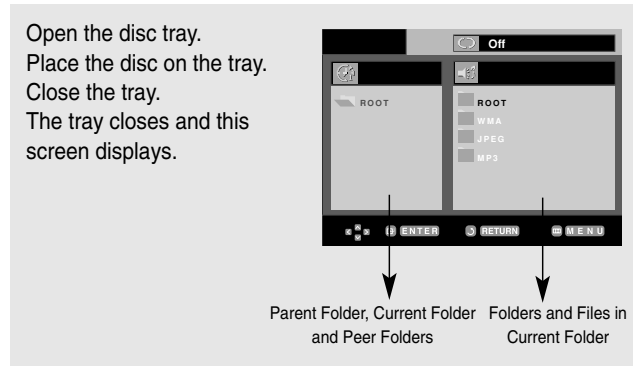 Open the disc tray.
Place the disc on the tray.
Close the tray.
The tray closes and this
screen displays.
Off
ROOT
ROOT
WMA
JPEG
MP3
ENTER RETURN MENU
Parent Folder, Current Folder
and Peer Folders
Folders and Files in
Current Folder